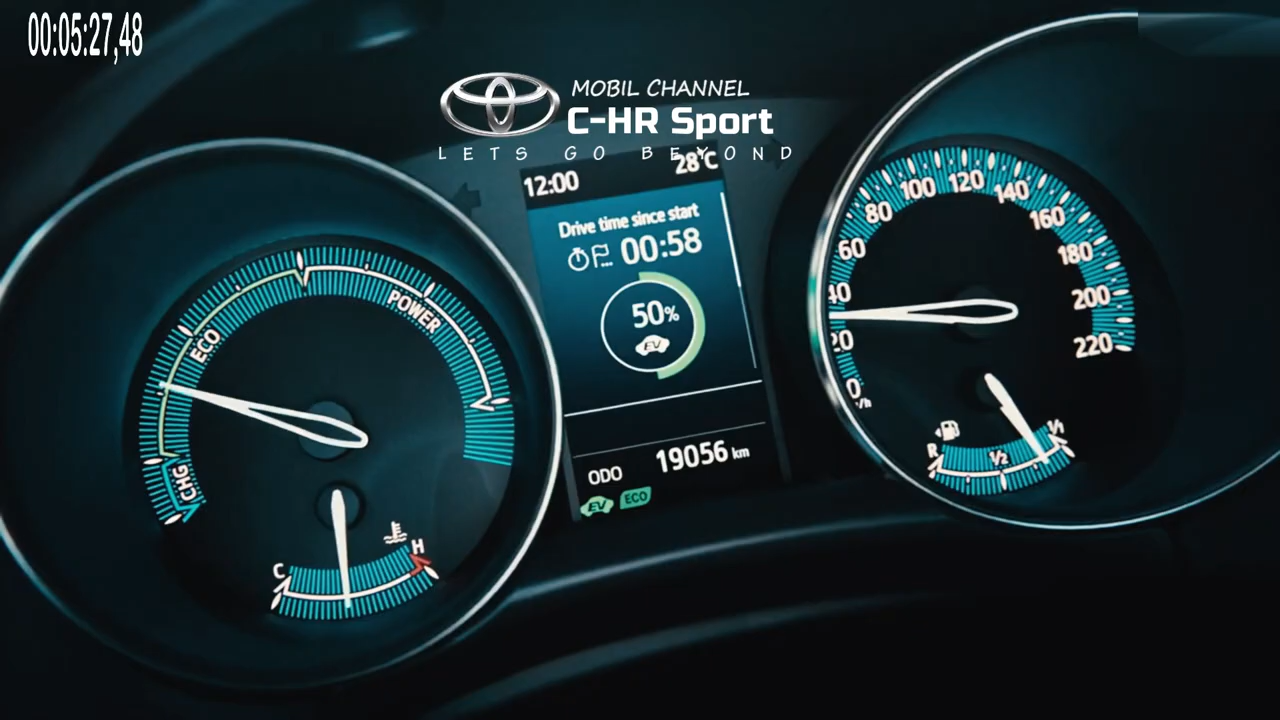 00:05:27,48
MOBIL CHANNEL
C-HR Sport
LETS GO BEYOND
12:00 28°C
Drive time since start
00:58
50%
EV
ODO 19056 km
EV ECO
CHG ECO POWER
C H
0 20 40 60 80 100 120 140 160 180 200 220
R 1/2 1/1